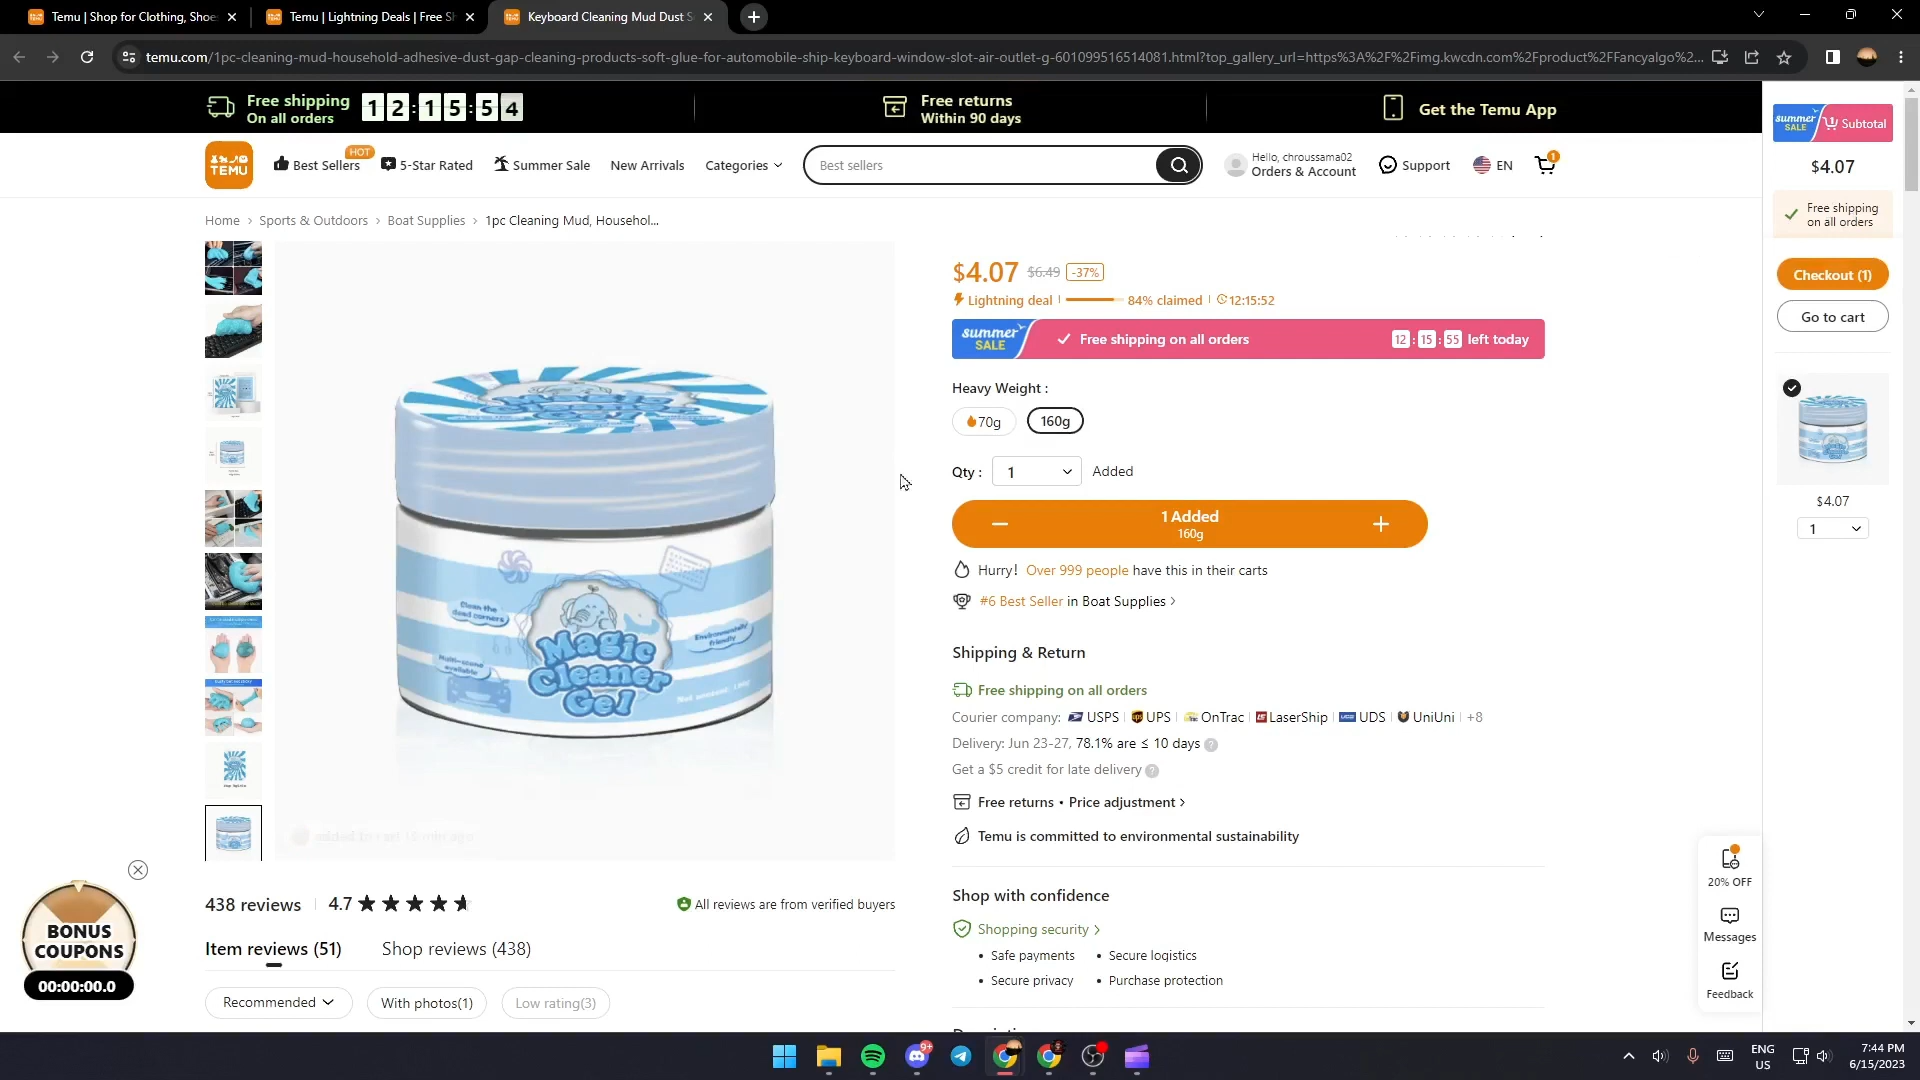 Temu | Shop for Clothing, Shoe
Temu | Lightning Deals | Free Sh
Keyboard Cleaning Mud Dust S
temu.com/1pc-cleaning-mud-household-adhesive-dust-gap-cleaning-products-soft-glue-for-automobile-ship-keyboard-window-slot-air-outlet-g-601099516514081.html?top_gallery_url=https%3A%2F%2Fimg.kwcdn.com%2Fproduct%2FFancyalgo%2...
Free shipping
On all orders
12:15:54
Free returns
Within 90 days
Get the Temu App
TEMU
Best Sellers
HOT
5-Star Rated
Summer Sale
New Arrivals
Categories
Best sellers
Hello, chroussama02
Orders & Account
Support
EN
1
Home > Sports & Outdoors > Boat Supplies > 1pc Cleaning Mud, Househol...
$4.07 $6.49 -37%
Lightning deal | 84% claimed | 12:15:52
summer SALE
Free shipping on all orders
12:15:55 left today
Heavy Weight :
70g
160g
Qty : 1 Added
− 1 Added +
160g
Hurry! Over 999 people have this in their carts
#6 Best Seller in Boat Supplies >
Shipping & Return
Free shipping on all orders
Courier company: USPS | UPS | OnTrac | LaserShip | UDS | UniUni | +8
Delivery: Jun 23-27, 78.1% are ≤ 10 days ?
Get a $5 credit for late delivery ?
Free returns • Price adjustment >
Temu is committed to environmental sustainability
Shop with confidence
Shopping security >
• Safe payments • Secure logistics
• Secure privacy • Purchase protection
Clean the
dead corners
Environmentally
friendly
Multi-scene
available
Magic
Cleaner
Gel
438 reviews | 4.7
All reviews are from verified buyers
Item reviews (51)
Shop reviews (438)
Recommended
With photos(1)
Low rating(3)
BONUS
COUPONS
00:00:00.0
summer SALE
Subtotal
$4.07
Free shipping
on all orders
Checkout (1)
Go to cart
$4.07
1
20% OFF
Messages
Feedback
9+
ENG
US
7:44 PM
6/15/2023